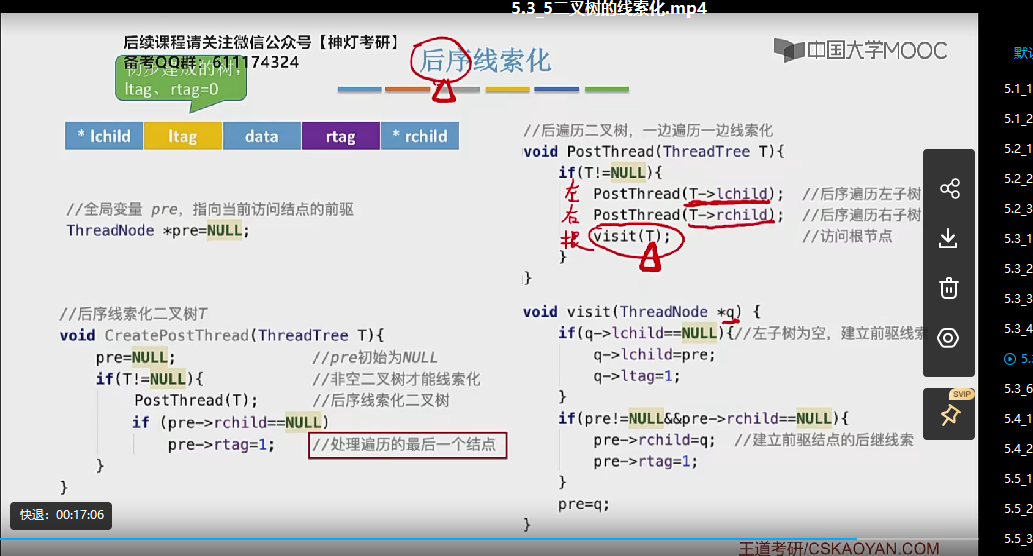 5.3_5二叉树的线索化.mp4
后续课程请关注微信公众号【神灯考研】
备考QQ群：611174324
初步建成的树，
ltag、rtag=0
后序线索化
中国大学MOOC
* lchild ltag data rtag * rchild
//全局变量 pre，指向当前访问结点的前驱
ThreadNode *pre=NULL;
//后序线索化二叉树T
void CreatePostThread(ThreadTree T){
pre=NULL; //pre初始为NULL
if(T!=NULL){ //非空二叉树才能线索化
PostThread(T); //后序线索化二叉树
if (pre->rchild==NULL)
pre->rtag=1; //处理遍历的最后一个结点
}
}
//后遍历二叉树，一边遍历一边线索化
void PostThread(ThreadTree T){
if(T!=NULL){
左 PostThread(T->lchild); //后序遍历左子树
右 PostThread(T->rchild); //后序遍历右子树
根 visit(T); //访问根节点
}
}
void visit(ThreadNode *q) {
if(q->lchild==NULL){//左子树为空，建立前驱线索
q->lchild=pre;
q->ltag=1;
}
if(pre!=NULL&&pre->rchild==NULL){
pre->rchild=q; //建立前驱结点的后继线索
pre->rtag=1;
}
pre=q;
}
快退：00:17:06
王道考研/CSKAOYAN.COM
SVIP
默认
5.1_1
5.1_2
5.2_1
5.2_2
5.2_3
5.3_1
5.3_2
5.3_3
5.3_4
5.3
5.3_6
5.4_1
5.4_2
5.5_1
5.5_2
5.5_3